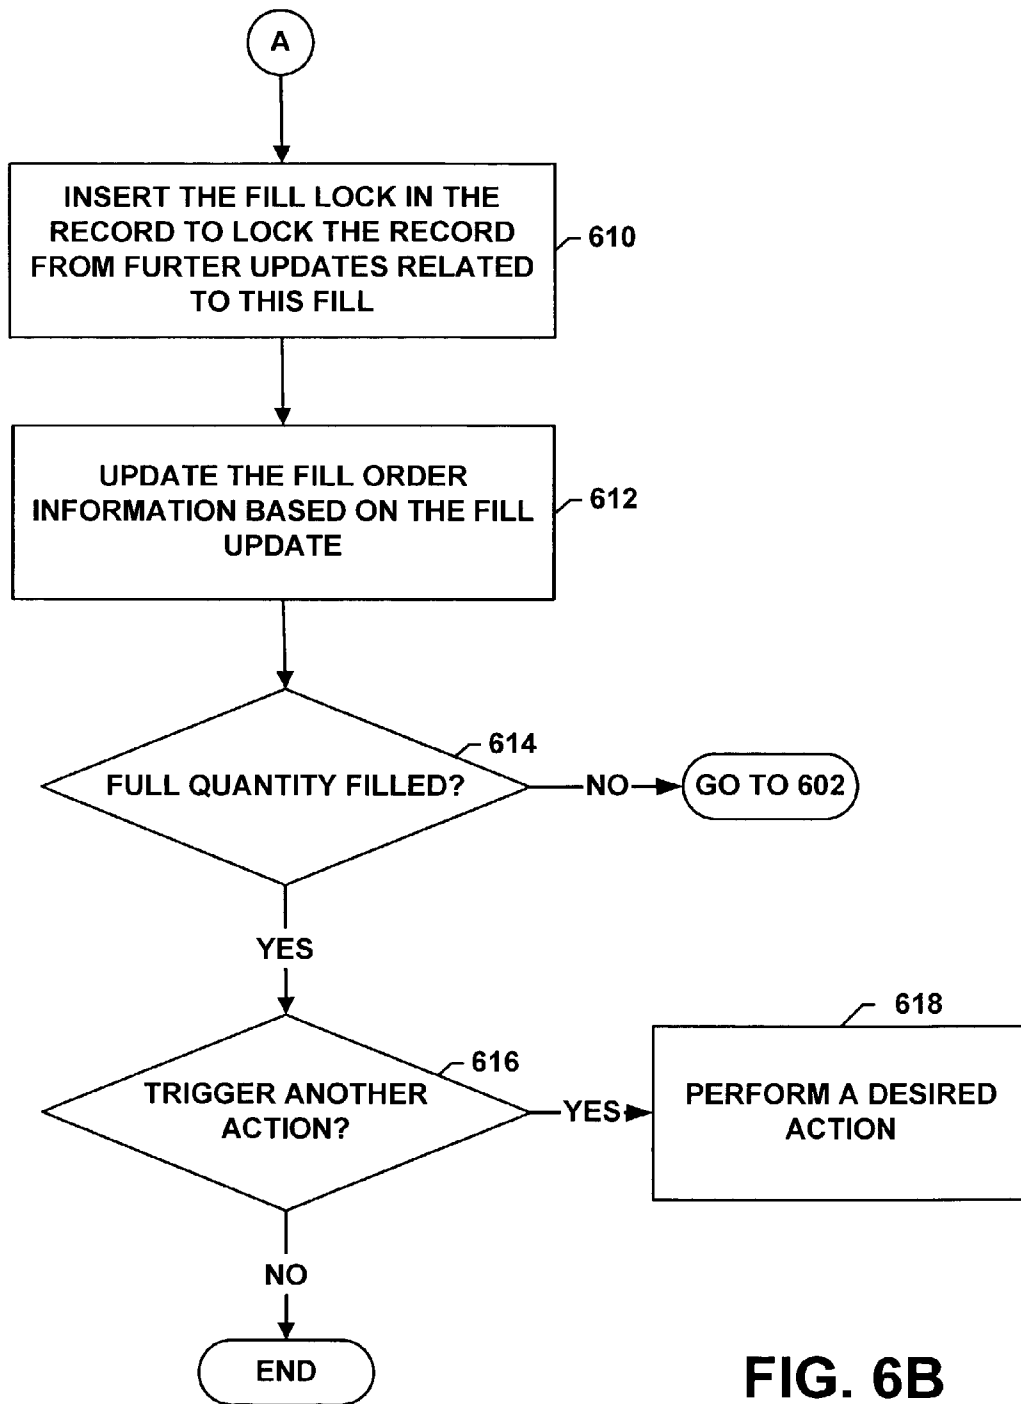 A
INSERT THE FILL LOCK IN THE
RECORD TO LOCK THE RECORD
FROM FURTER UPDATES RELATED
TO THIS FILL
610
UPDATE THE FILL ORDER
INFORMATION BASED ON THE FILL
UPDATE
612
614
FULL QUANTITY FILLED?
NO
GO TO 602
YES
616
TRIGGER ANOTHER
ACTION?
YES
618
PERFORM A DESIRED
ACTION
NO
END
FIG. 6B